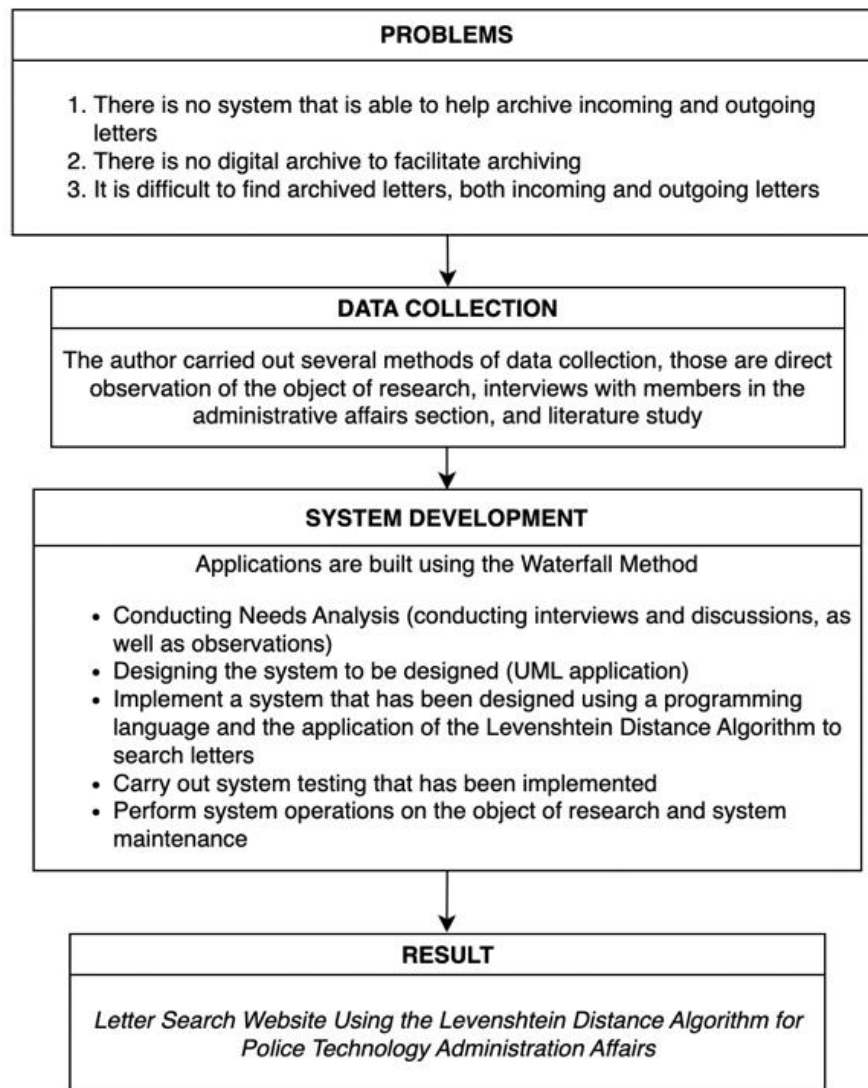 PROBLEMS
1. There is no system that is able to help archive incoming and outgoing
letters
2. There is no digital archive to facilitate archiving
3. It is difficult to find archived letters, both incoming and outgoing letters
DATA COLLECTION
The author carried out several methods of data collection, those are direct
observation of the object of research, interviews with members in the
administrative affairs section, and literature study
SYSTEM DEVELOPMENT
Applications are built using the Waterfall Method
• Conducting Needs Analysis (conducting interviews and discussions, as
well as observations)
• Designing the system to be designed (UML application)
• Implement a system that has been designed using a programming
language and the application of the Levenshtein Distance Algorithm to
search letters
• Carry out system testing that has been implemented
• Perform system operations on the object of research and system
maintenance
RESULT
Letter Search Website Using the Levenshtein Distance Algorithm for
Police Technology Administration Affairs